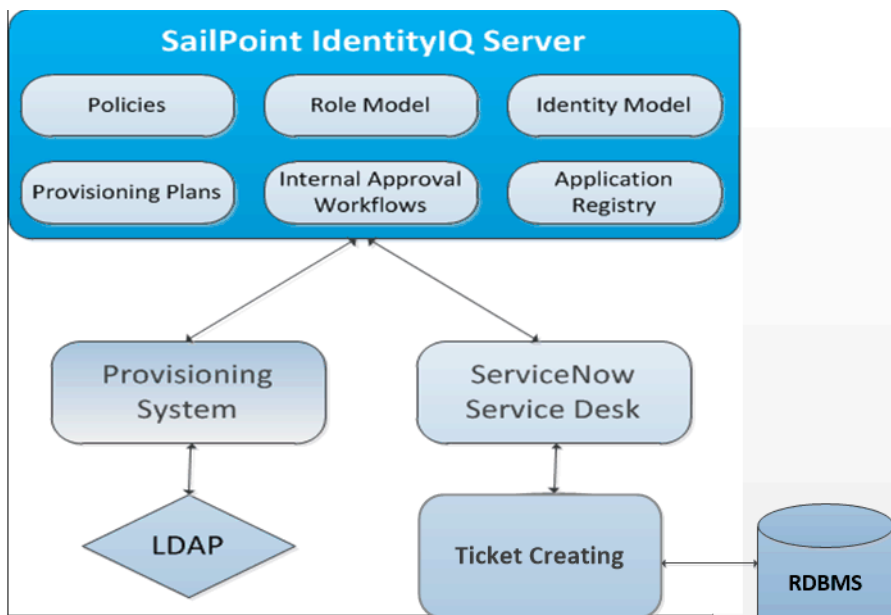 SailPoint IdentityIQ Server
Policies
Role Model
Identity Model
Provisioning Plans
Internal Approval
Workflows
Application
Registry
Provisioning
System
ServiceNow
Service Desk
LDAP
Ticket Creating
RDBMS